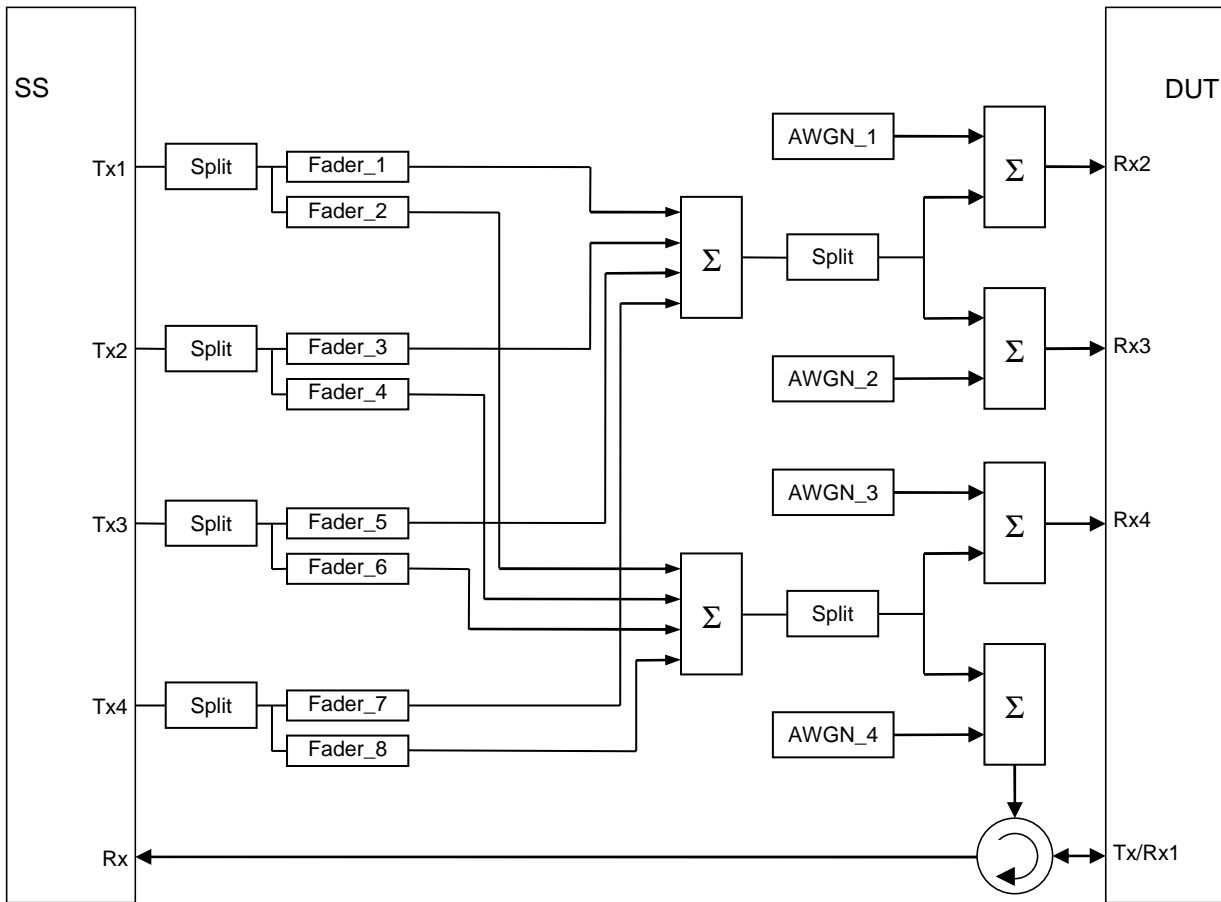 SS
DUT
Tx1
Split
Fader_1
Fader_2
AWGN_1
Σ
Rx2
Σ
Split
Tx2
Split
Fader_3
Fader_4
AWGN_2
Σ
Rx3
Tx3
Split
Fader_5
Fader_6
AWGN_3
Σ
Rx4
Σ
Split
Tx4
Split
Fader_7
Fader_8
AWGN_4
Σ
Rx
Tx/Rx1